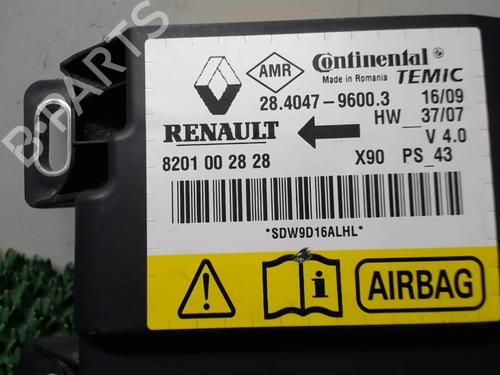 B-PARTS
AMR
Continental
Made in Romania TEMIC
28.4047-9600.3 16/09
HW__37/07
RENAULT V 4.0
8201 00 28 28 X90 PS_43
*SDW9D16ALHL*
AIRBAG